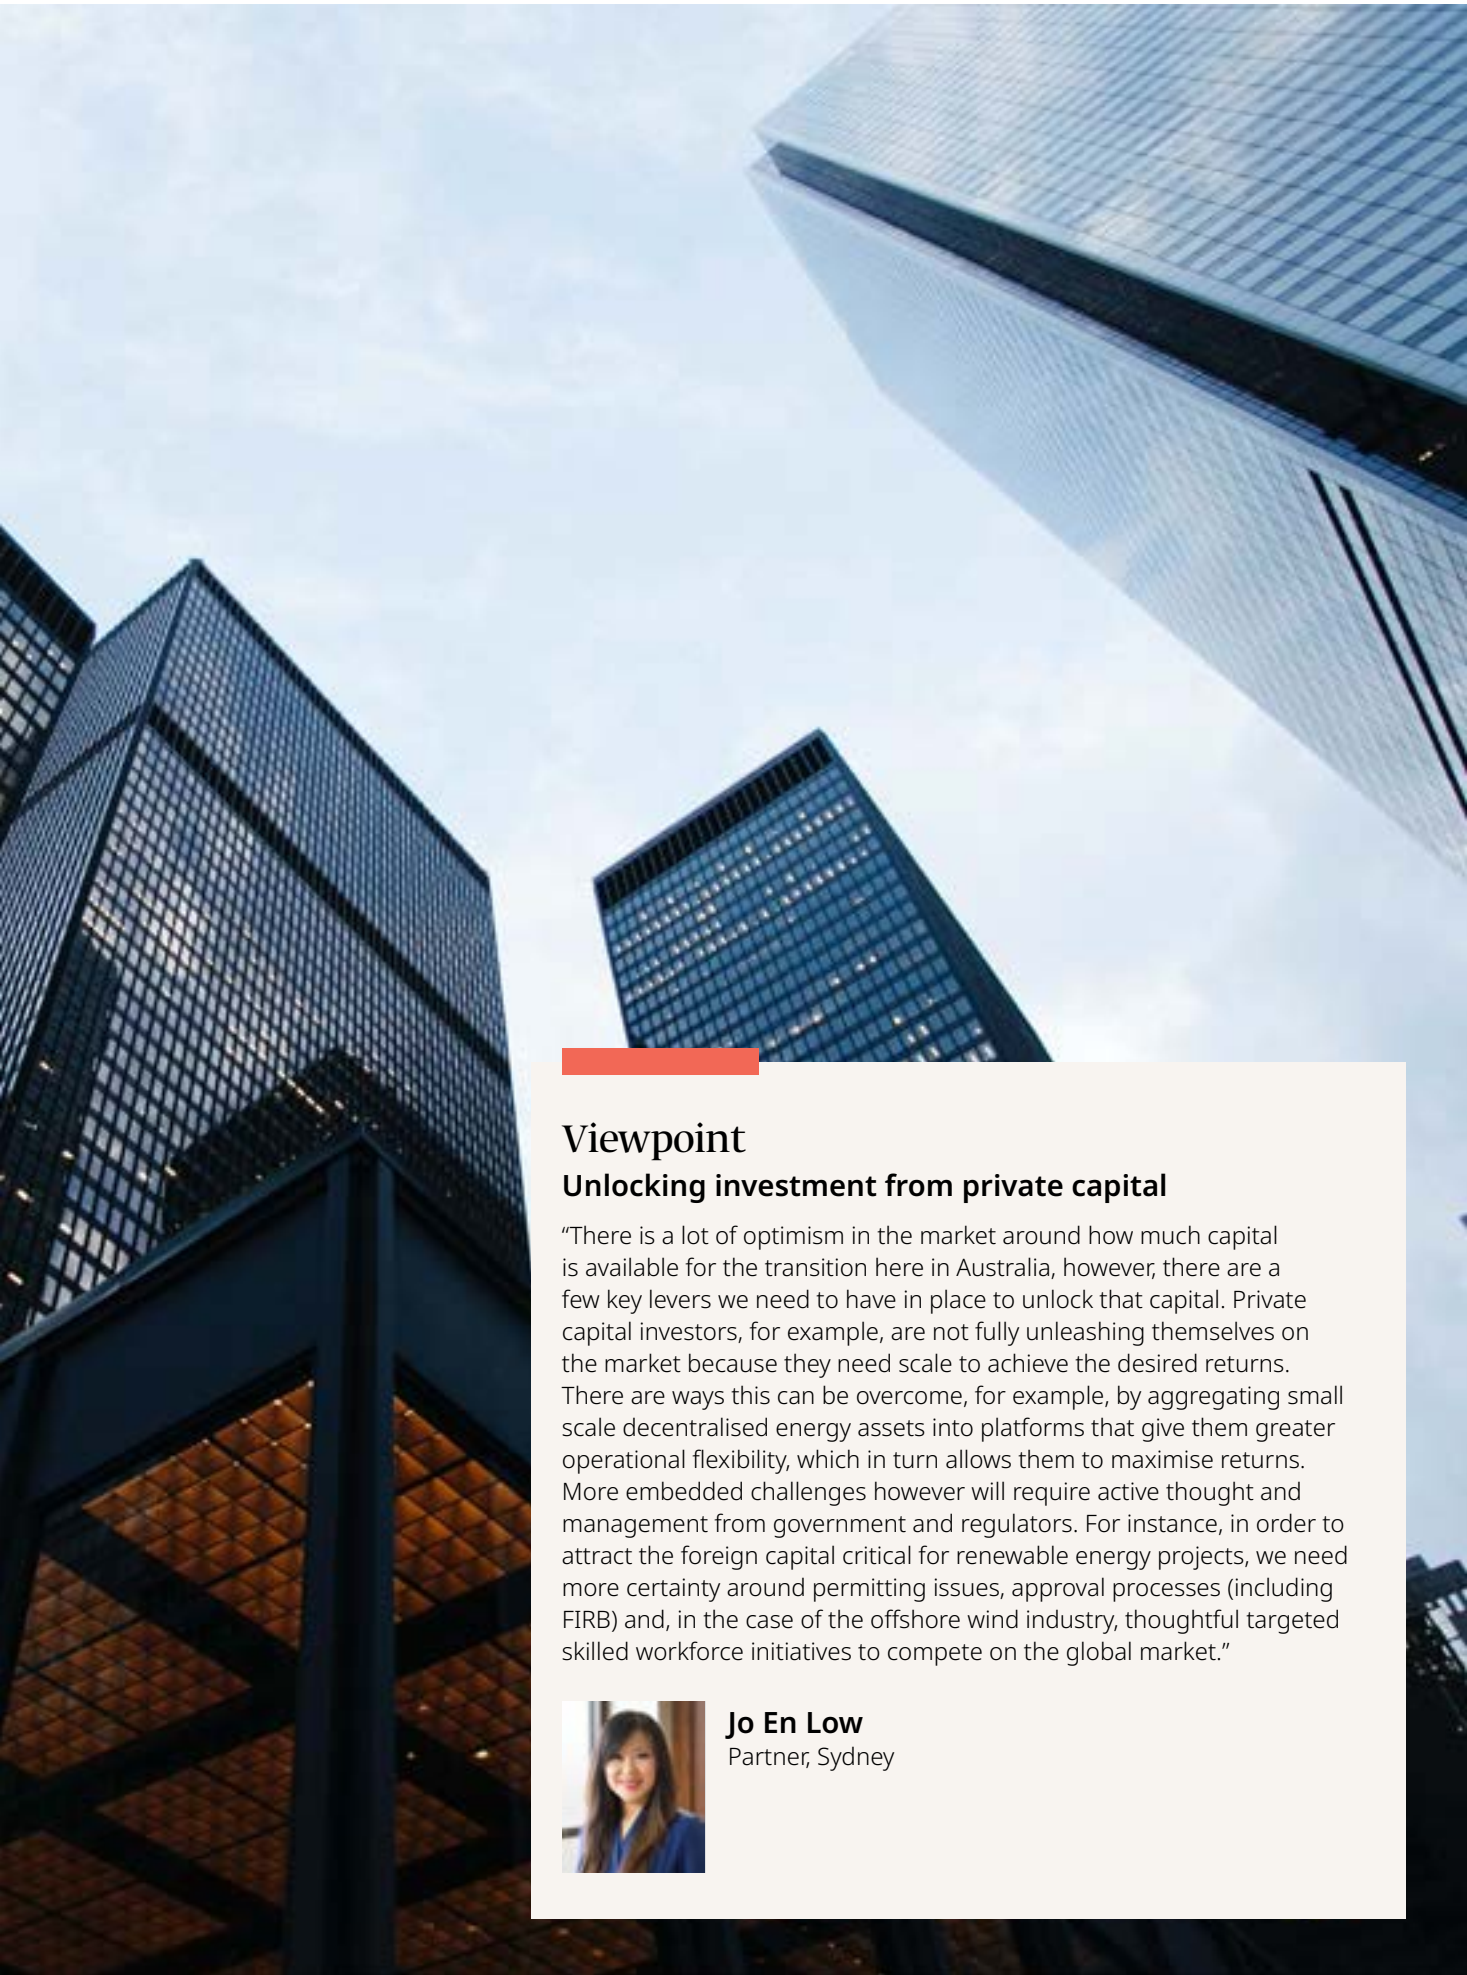 Viewpoint
Unlocking investment from private capital
“There is a lot of optimism in the market around how much capital
is available for the transition here in Australia, however, there are a
few key levers we need to have in place to unlock that capital. Private
capital investors, for example, are not fully unleashing themselves on
the market because they need scale to achieve the desired returns.
There are ways this can be overcome, for example, by aggregating small
scale decentralised energy assets into platforms that give them greater
operational flexibility, which in turn allows them to maximise returns.
More embedded challenges however will require active thought and
management from government and regulators. For instance, in order to
attract the foreign capital critical for renewable energy projects, we need
more certainty around permitting issues, approval processes (including
FIRB) and, in the case of the offshore wind industry, thoughtful targeted
skilled workforce initiatives to compete on the global market.”
Jo En Low
Partner, Sydney